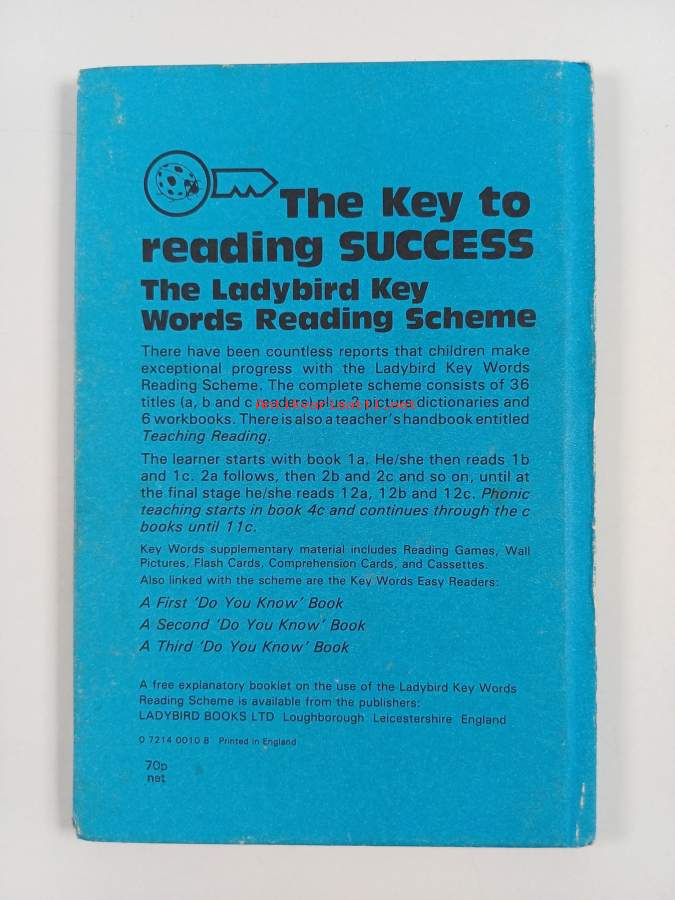 The Key to
reading SUCCESS
The Ladybird Key
Words Reading Scheme
There have been countless reports that children make
exceptional progress with the Ladybird Key Words
Reading Scheme. The complete scheme consists of 36
titles (a, b and c readers) plus 2 picture dictionaries and
6 workbooks. There is also a teacher's handbook entitled
Teaching Reading.
The learner starts with book 1a. He/she then reads 1b
and 1c. 2a follows, then 2b and 2c and so on, until at
the final stage he/she reads 12a, 12b and 12c. Phonic
teaching starts in book 4c and continues through the c
books until 11c.
Key Words supplementary material includes Reading Games, Wall
Pictures, Flash Cards, Comprehension Cards, and Cassettes.
Also linked with the scheme are the Key Words Easy Readers:
A First 'Do You Know' Book
A Second 'Do You Know' Book
A Third 'Do You Know' Book
A free explanatory booklet on the use of the Ladybird Key Words
Reading Scheme is available from the publishers:
LADYBIRD BOOKS LTD Loughborough Leicestershire England
0 7214 0010 8 Printed in England
70p
net